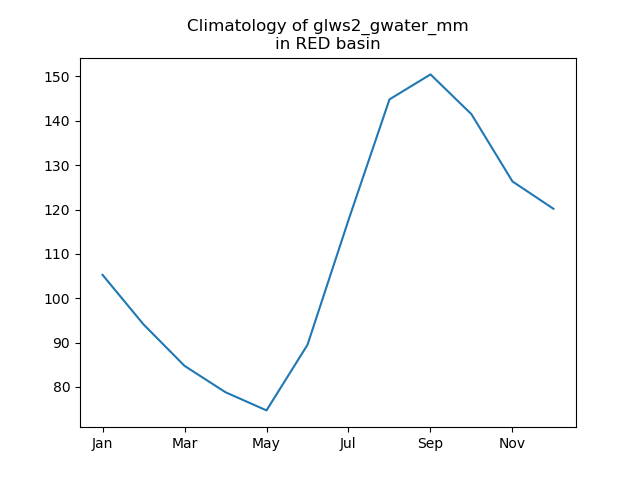 Climatology of glws2_gwater_mm
in RED basin
150
140
130
120
110
100
90
80
Jan
Mar
May
Jul
Sep
Nov